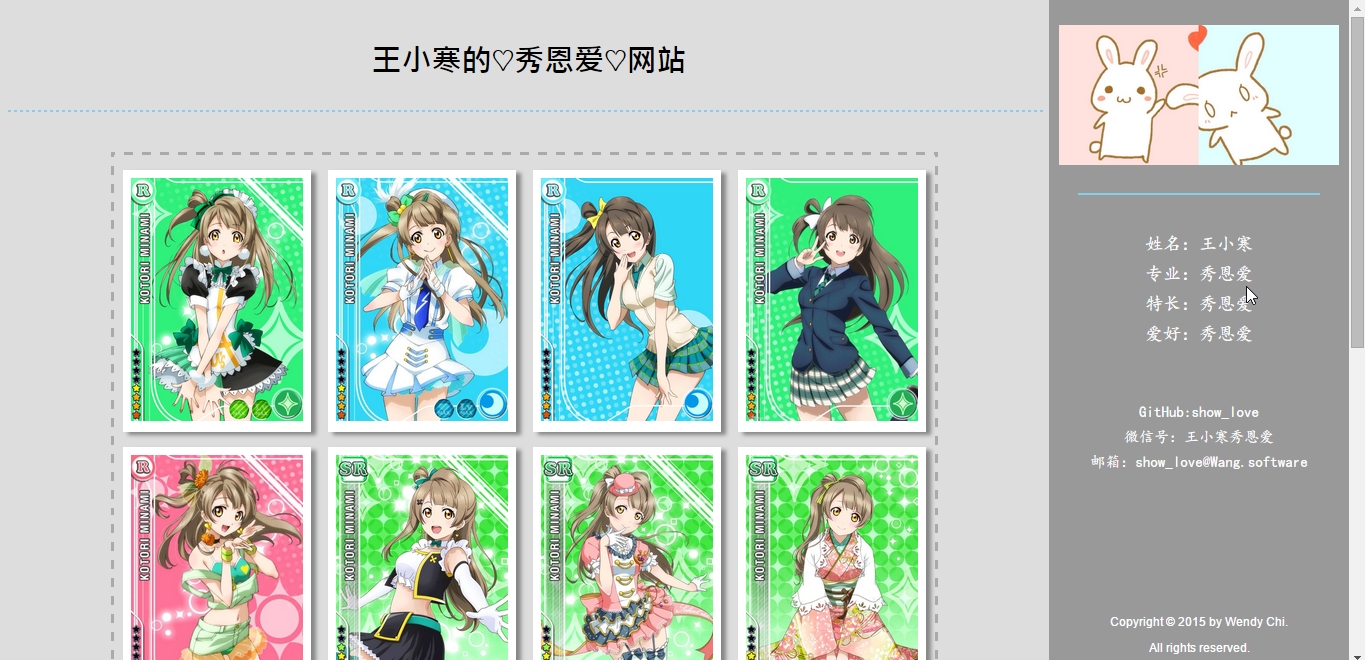 王小寒的♡秀恩爱♡网站
R
KOTORI MINAMI
R
KOTORI MINAMI
R
KOTORI MINAMI
R
KOTORI MINAMI
R
KOTORI MINAMI
SR
KOTORI MINAMI
SR
KOTORI MINAMI
SR
KOTORI MINAMI
姓名: 王小寒
专业: 秀恩爱
特长: 秀恩爱
爱好: 秀恩爱
GitHub:show_love
微信号: 王小寒秀恩爱
邮箱: show_love@Wang.software
Copyright © 2015 by Wendy Chi.
All rights reserved.